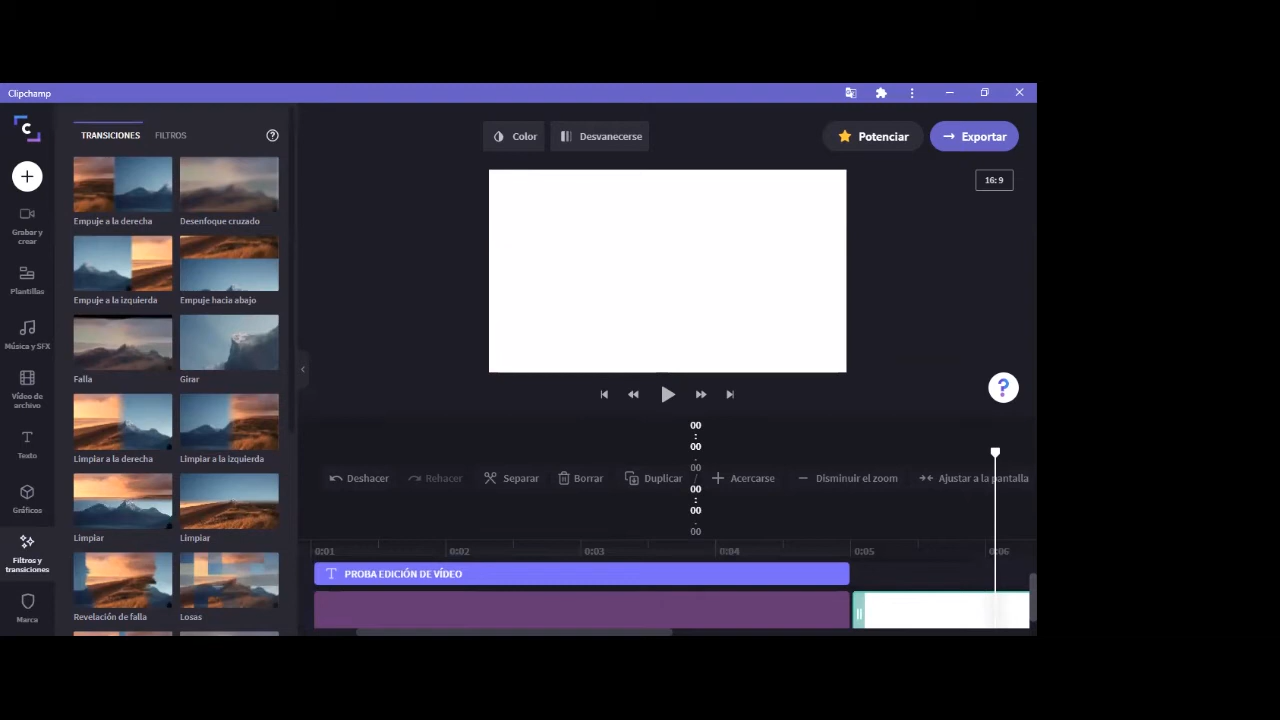 Clipchamp
TRANSICIONES FILTROS
Color
Desvanecerse
Potenciar
Exportar
16:9
Grabar y
crear
Plantillas
Música y SFX
Vídeo de
archivo
Texto
Gráficos
Filtros y
transiciones
Marca
Empuje a la derecha
Desenfoque cruzado
Empuje a la izquierda
Empuje hacia abajo
Falla
Girar
Limpiar a la derecha
Limpiar a la izquierda
Limpiar
Limpiar
Revelación de falla
Losas
00
:
00
.
00
/
00
:
00
.
00
Deshacer
Rehacer
Separar
Borrar
Duplicar
Acercarse
Disminuir el zoom
Ajustar a la pantalla
0:01 0:02 0:03 0:04 0:05 0:06
PROBA EDICIÓN DE VÍDEO